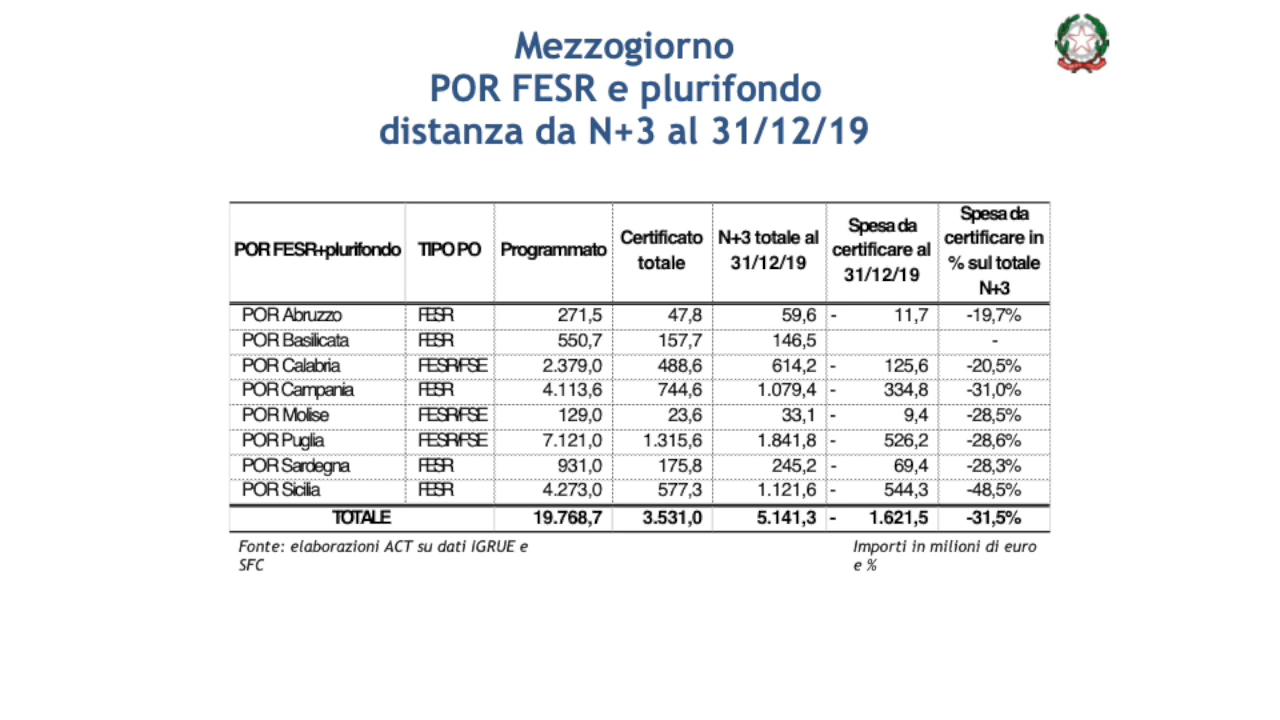 Mezzogiorno
POR FESR e plurifondo
distanza da N+3 al 31/12/19
POR FESR+plurifondo TIPO PO Programmato Certificato totale N+3 totale al 31/12/19 Spesa da certificare al 31/12/19 Spesa da certificare in % sul totale N+3
POR Abruzzo FESR 271,5 47,8 59,6 - 11,7 -19,7%
POR Basilicata FESR 550,7 157,7 146,5 -
POR Calabria FESR/FSE 2.379,0 488,6 614,2 - 125,6 -20,5%
POR Campania FESR 4.113,6 744,6 1.079,4 - 334,8 -31,0%
POR Molise FESR/FSE 129,0 23,6 33,1 - 9,4 -28,5%
POR Puglia FESR/FSE 7.121,0 1.315,6 1.841,8 - 526,2 -28,6%
POR Sardegna FESR 931,0 175,8 245,2 - 69,4 -28,3%
POR Sicilia FESR 4.273,0 577,3 1.121,6 - 544,3 -48,5%
TOTALE 19.768,7 3.531,0 5.141,3 - 1.621,5 -31,5%
Fonte: elaborazioni ACT su dati IGRUE e
SFC
Importi in milioni di euro
e %